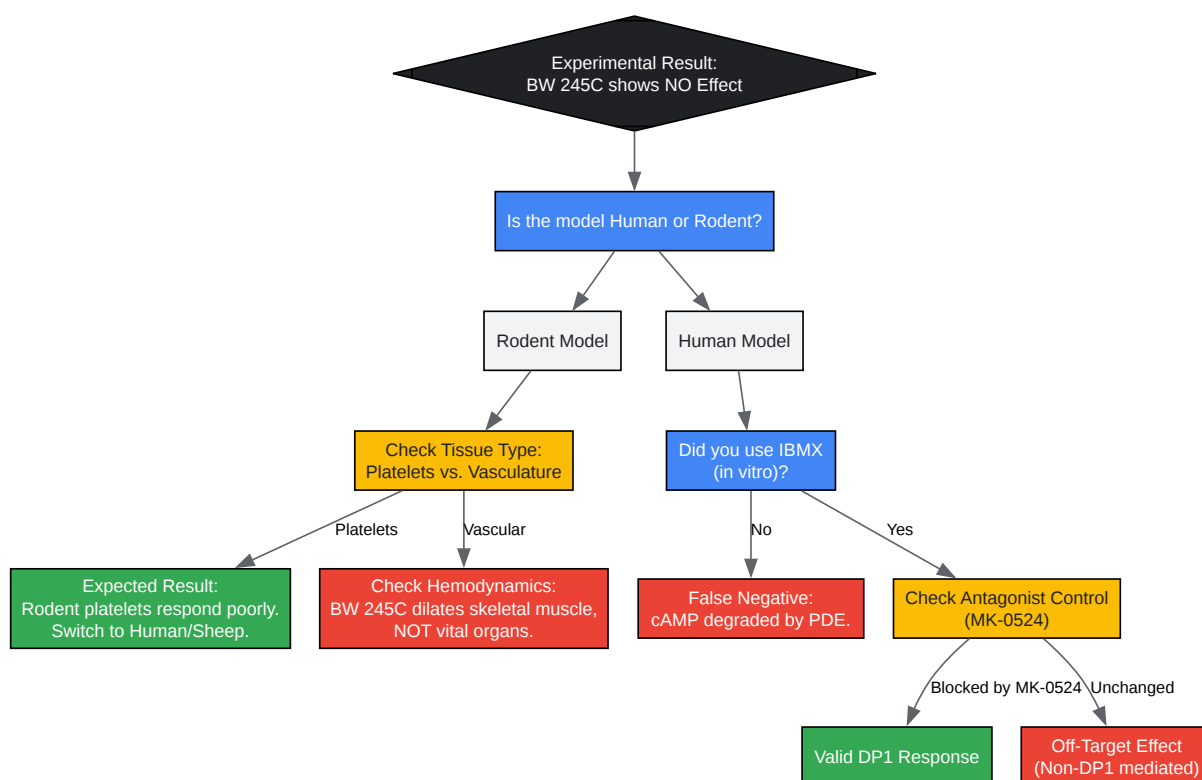 Experimental Result:
BW 245C shows NO Effect
Is the model Human or Rodent?
Rodent Model
Human Model
Check Tissue Type:
Platelets vs. Vasculature
Did you use IBMX
(in vitro)?
Platelets
Vascular
No
Yes
Expected Result:
Rodent platelets respond poorly.
Switch to Human/Sheep.
Check Hemodynamics:
BW 245C dilates skeletal muscle,
NOT vital organs.
False Negative:
cAMP degraded by PDE.
Check Antagonist Control
(MK-0524)
Blocked by MK-0524
Unchanged
Valid DP1 Response
Off-Target Effect
(Non-DP1 mediated)